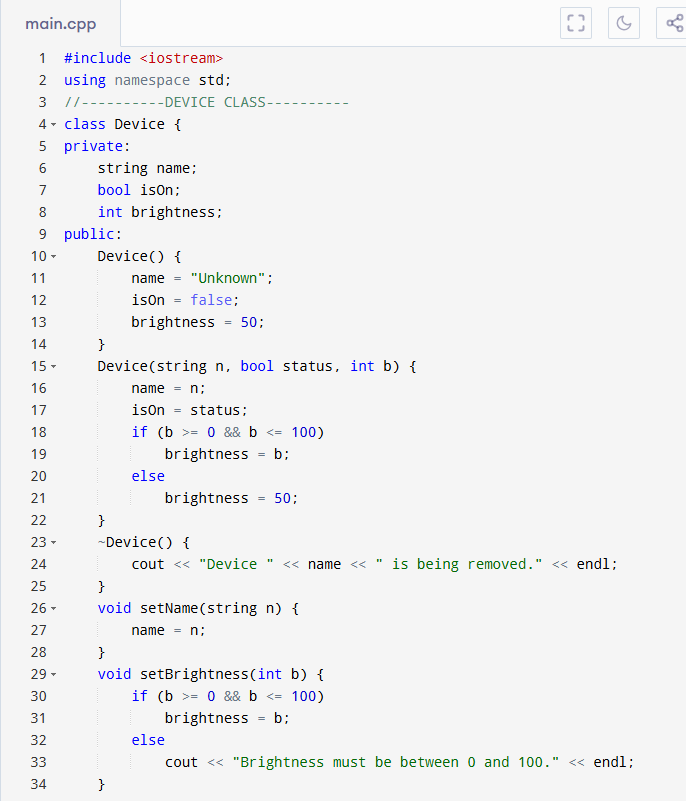 main.cpp
1 #include <iostream>
2 using namespace std;
3 //----------DEVICE CLASS----------
4 class Device {
5 private:
6     string name;
7     bool isOn;
8     int brightness;
9 public:
10     Device() {
11         name = "Unknown";
12         isOn = false;
13         brightness = 50;
14     }
15     Device(string n, bool status, int b) {
16         name = n;
17         isOn = status;
18         if (b >= 0 && b <= 100)
19             brightness = b;
20         else
21             brightness = 50;
22     }
23     ~Device() {
24         cout << "Device " << name << " is being removed." << endl;
25     }
26     void setName(string n) {
27         name = n;
28     }
29     void setBrightness(int b) {
30         if (b >= 0 && b <= 100)
31             brightness = b;
32         else
33             cout << "Brightness must be between 0 and 100." << endl;
34     }